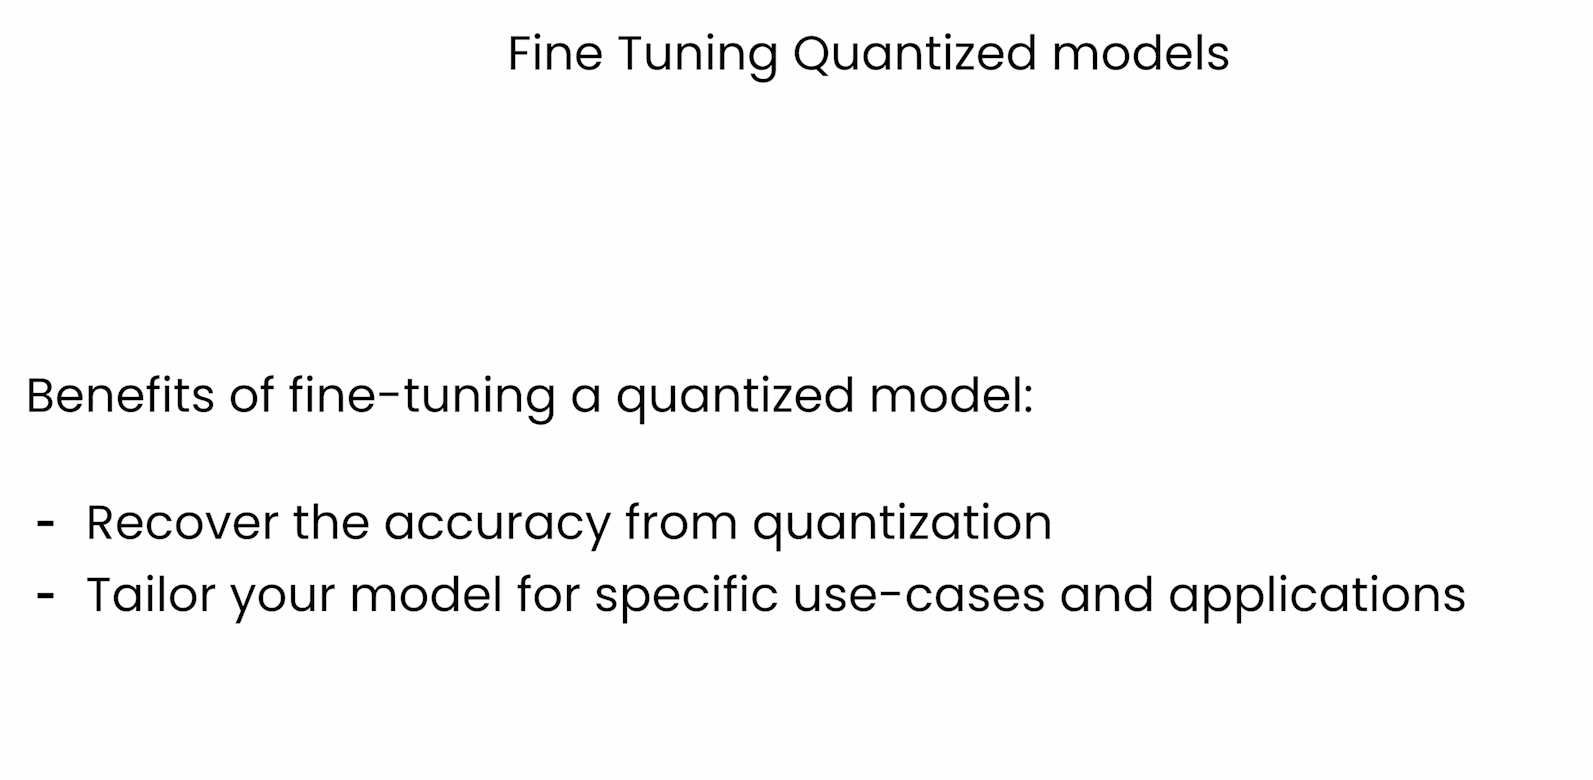 Fine Tuning Quantized models
Benefits of fine-tuning a quantized model:
- Recover the accuracy from quantization
- Tailor your model for specific use-cases and applications